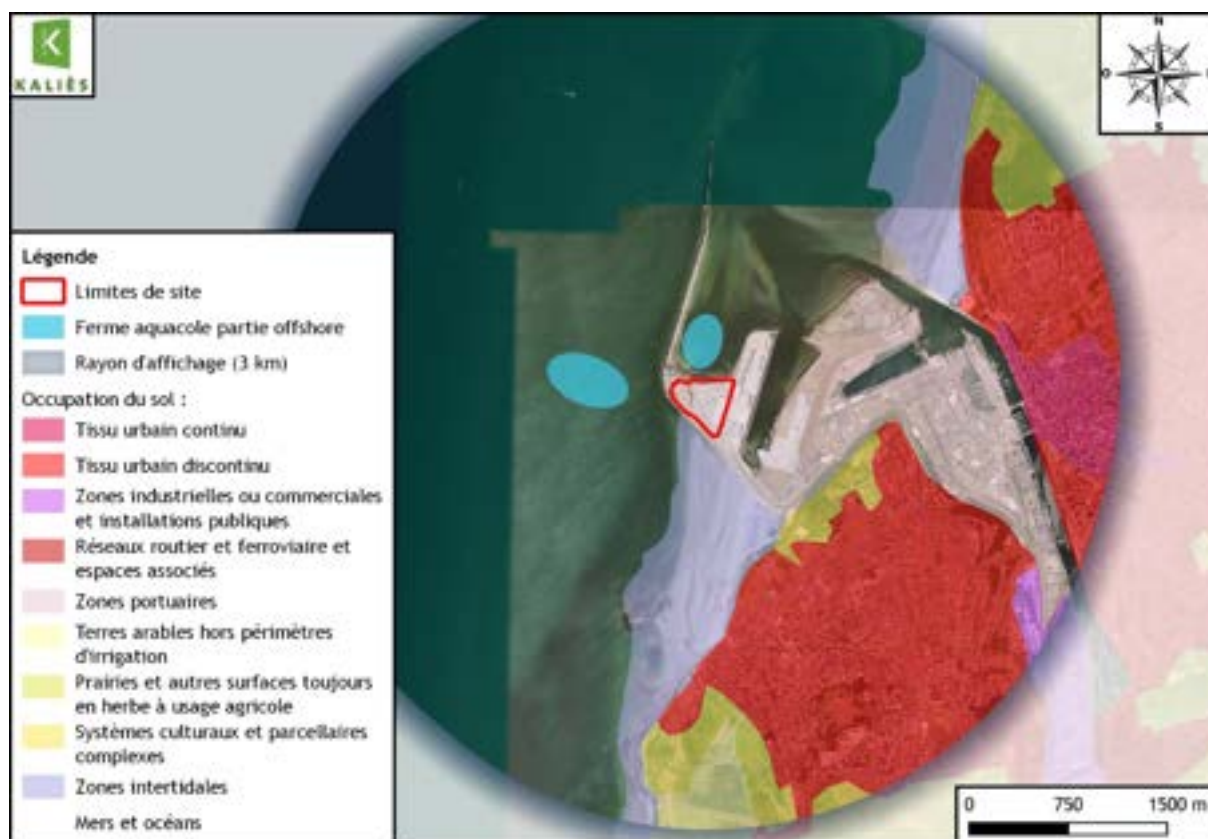 KALIÈS
N
O
S
Légende
Limites de site
Ferme aquacole partie offshore
Rayon d'affichage (3 km)
Occupation du sol :
Tissu urbain continu
Tissu urbain discontinu
Zones industrielles ou commerciales
et installations publiques
Réseaux routier et ferroviaire et
espaces associés
Zones portuaires
Terres arables hors périmètres
d'irrigation
Prairies et autres surfaces toujours
en herbe à usage agricole
Systèmes culturaux et parcellaires
complexes
Zones intertidales
Mers et océans
0 750 1500 m